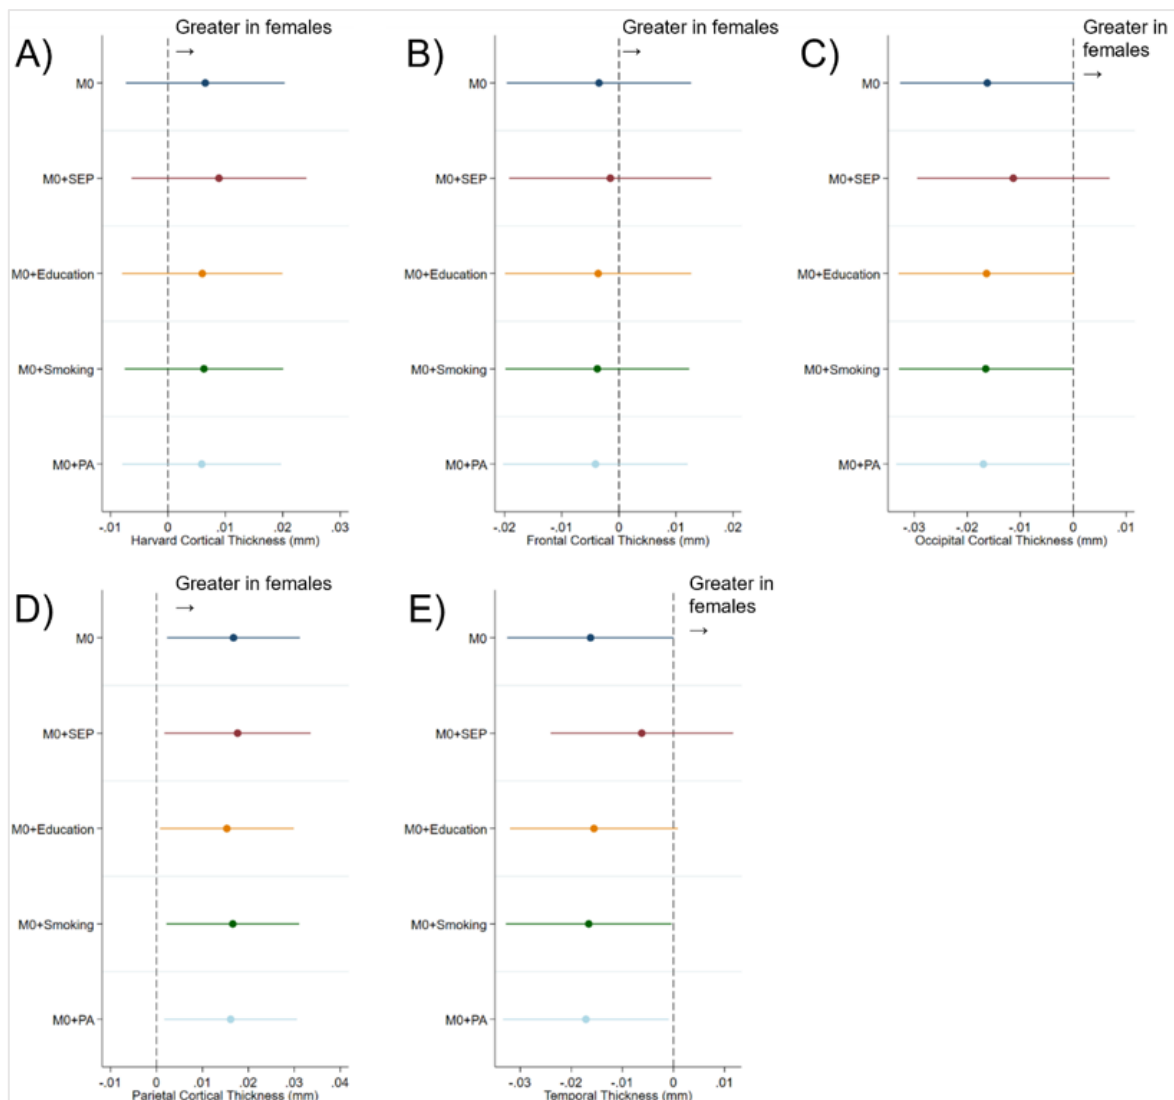 A)
Greater in females
→
M0
M0+SEP
M0+Education
M0+Smoking
M0+PA
-.01 0 .01 .02 .03
Harvard Cortical Thickness (mm)
B)
Greater in females
→
M0
M0+SEP
M0+Education
M0+Smoking
M0+PA
-.02 -.01 0 .01 .02
Frontal Cortical Thickness (mm)
C)
Greater in
females
→
M0
M0+SEP
M0+Education
M0+Smoking
M0+PA
-.03 -.02 -.01 0 .01
Occipital Cortical Thickness (mm)
D)
Greater in females
→
M0
M0+SEP
M0+Education
M0+Smoking
M0+PA
-.01 0 .01 .02 .03 .04
Parietal Cortical Thickness (mm)
E)
Greater in
females
→
M0
M0+SEP
M0+Education
M0+Smoking
M0+PA
-.03 -.02 -.01 0 .01
Temporal Thickness (mm)